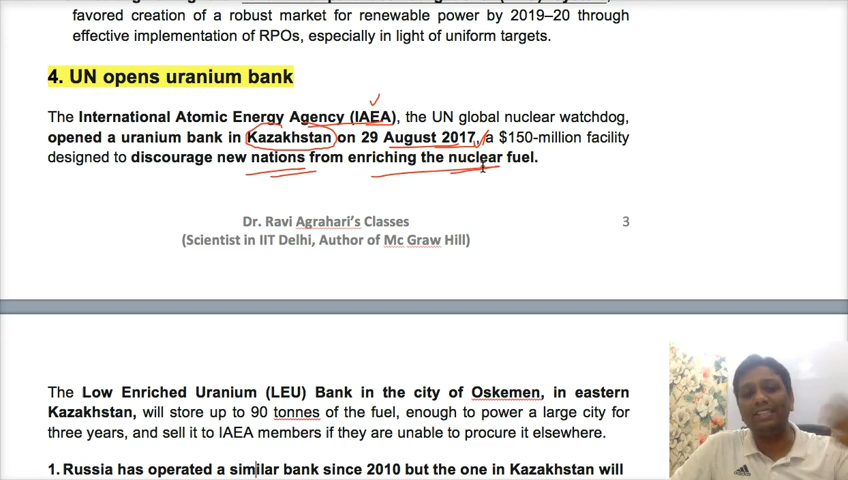 favored creation of a robust market for renewable power by 2019–20 through
effective implementation of RPOs, especially in light of uniform targets.
4. UN opens uranium bank
The International Atomic Energy Agency (IAEA), the UN global nuclear watchdog,
opened a uranium bank in Kazakhstan on 29 August 2017, a $150-million facility
designed to discourage new nations from enriching the nuclear fuel.
Dr. Ravi Agrahari's Classes
3
(Scientist in IIT Delhi, Author of Mc Graw Hill)
The Low Enriched Uranium (LEU) Bank in the city of Oskemen, in eastern
Kazakhstan, will store up to 90 tonnes of the fuel, enough to power a large city for
three years, and sell it to IAEA members if they are unable to procure it elsewhere.
1. Russia has operated a similar bank since 2010 but the one in Kazakhstan will
adidas